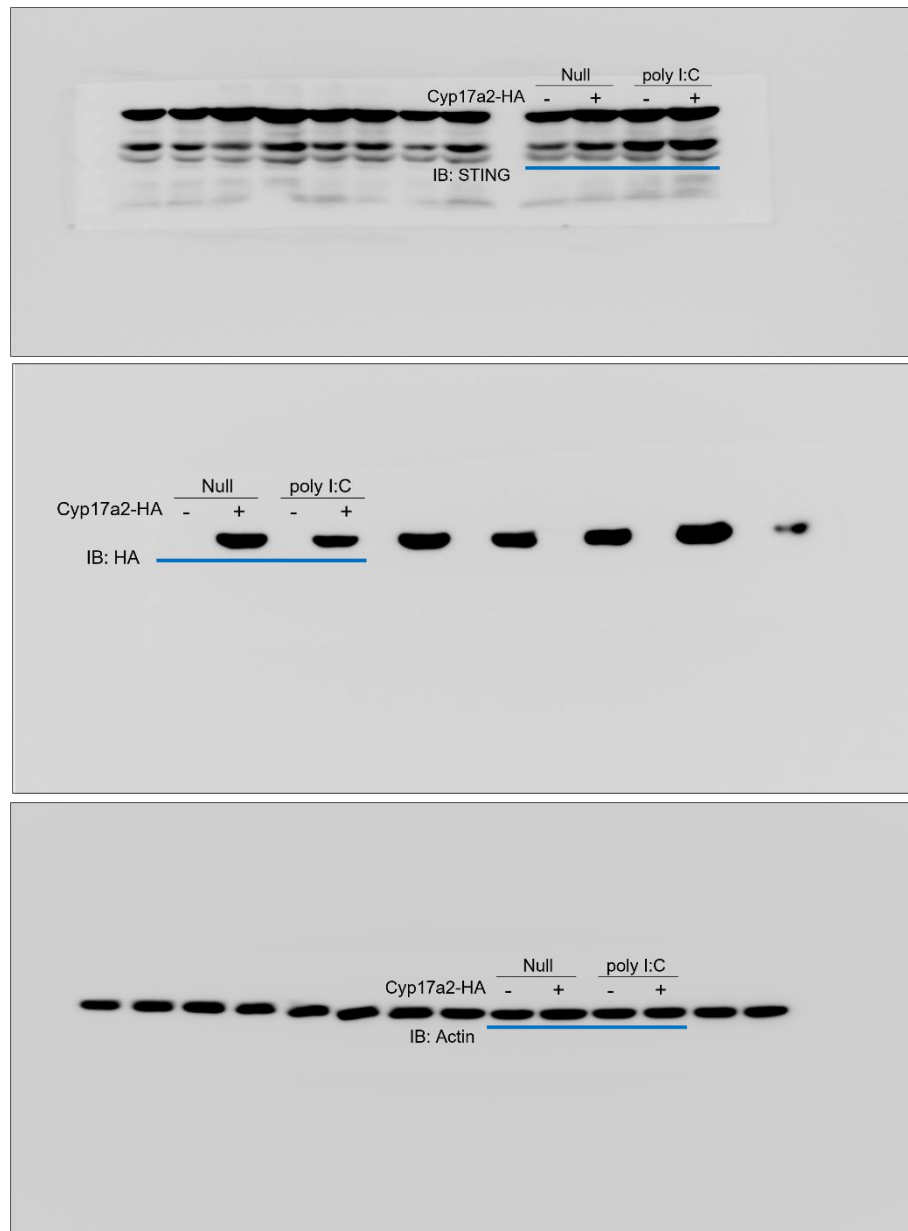 Null poly I:C
Cyp17a2-HA - + - +
IB: STING
Null poly I:C
Cyp17a2-HA - + - +
IB: HA
Null poly I:C
Cyp17a2-HA - + - +
IB: Actin